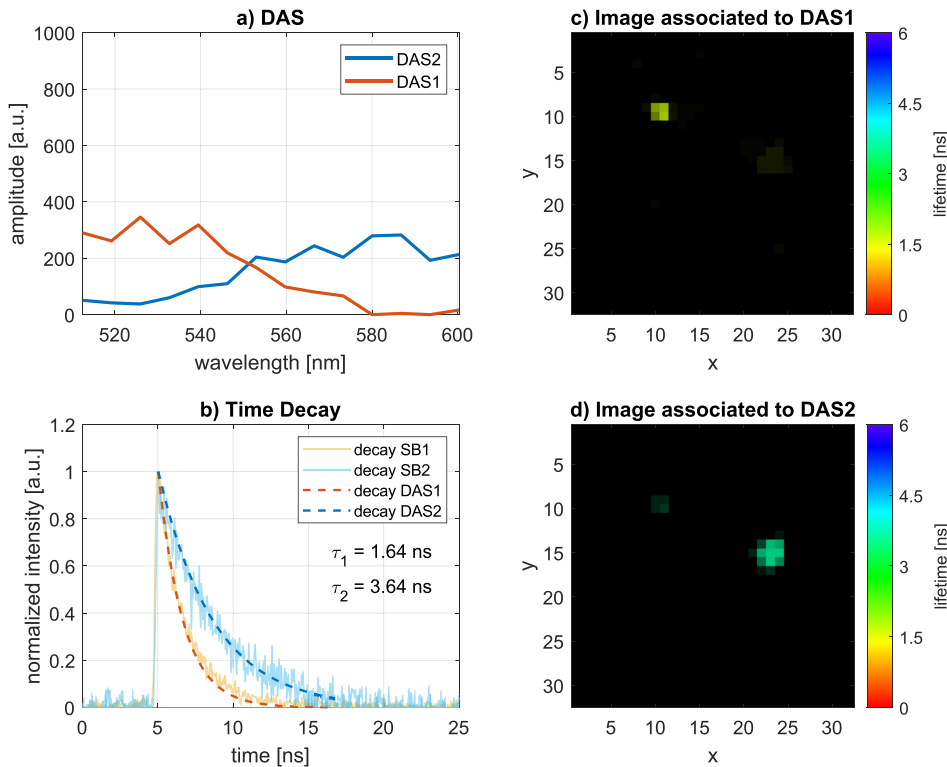 a) DAS
1000
800
600
400
200
0
amplitude [a.u.]
DAS2
DAS1
520
540
560
580
600
wavelength [nm]
c) Image associated to DAS1
5
10
15
20
25
30
y
5
10
15
20
25
30
x
6
4.5
3
1.5
0
lifetime [ns]
b) Time Decay
1.2
1
0.8
0.6
0.4
0.2
0
normalized intensity [a.u.]
decay SB1
decay SB2
decay DAS1
decay DAS2
τ1 = 1.64 ns
τ2 = 3.64 ns
0
5
10
15
20
25
time [ns]
d) Image associated to DAS2
5
10
15
20
25
30
y
5
10
15
20
25
30
x
6
4.5
3
1.5
0
lifetime [ns]